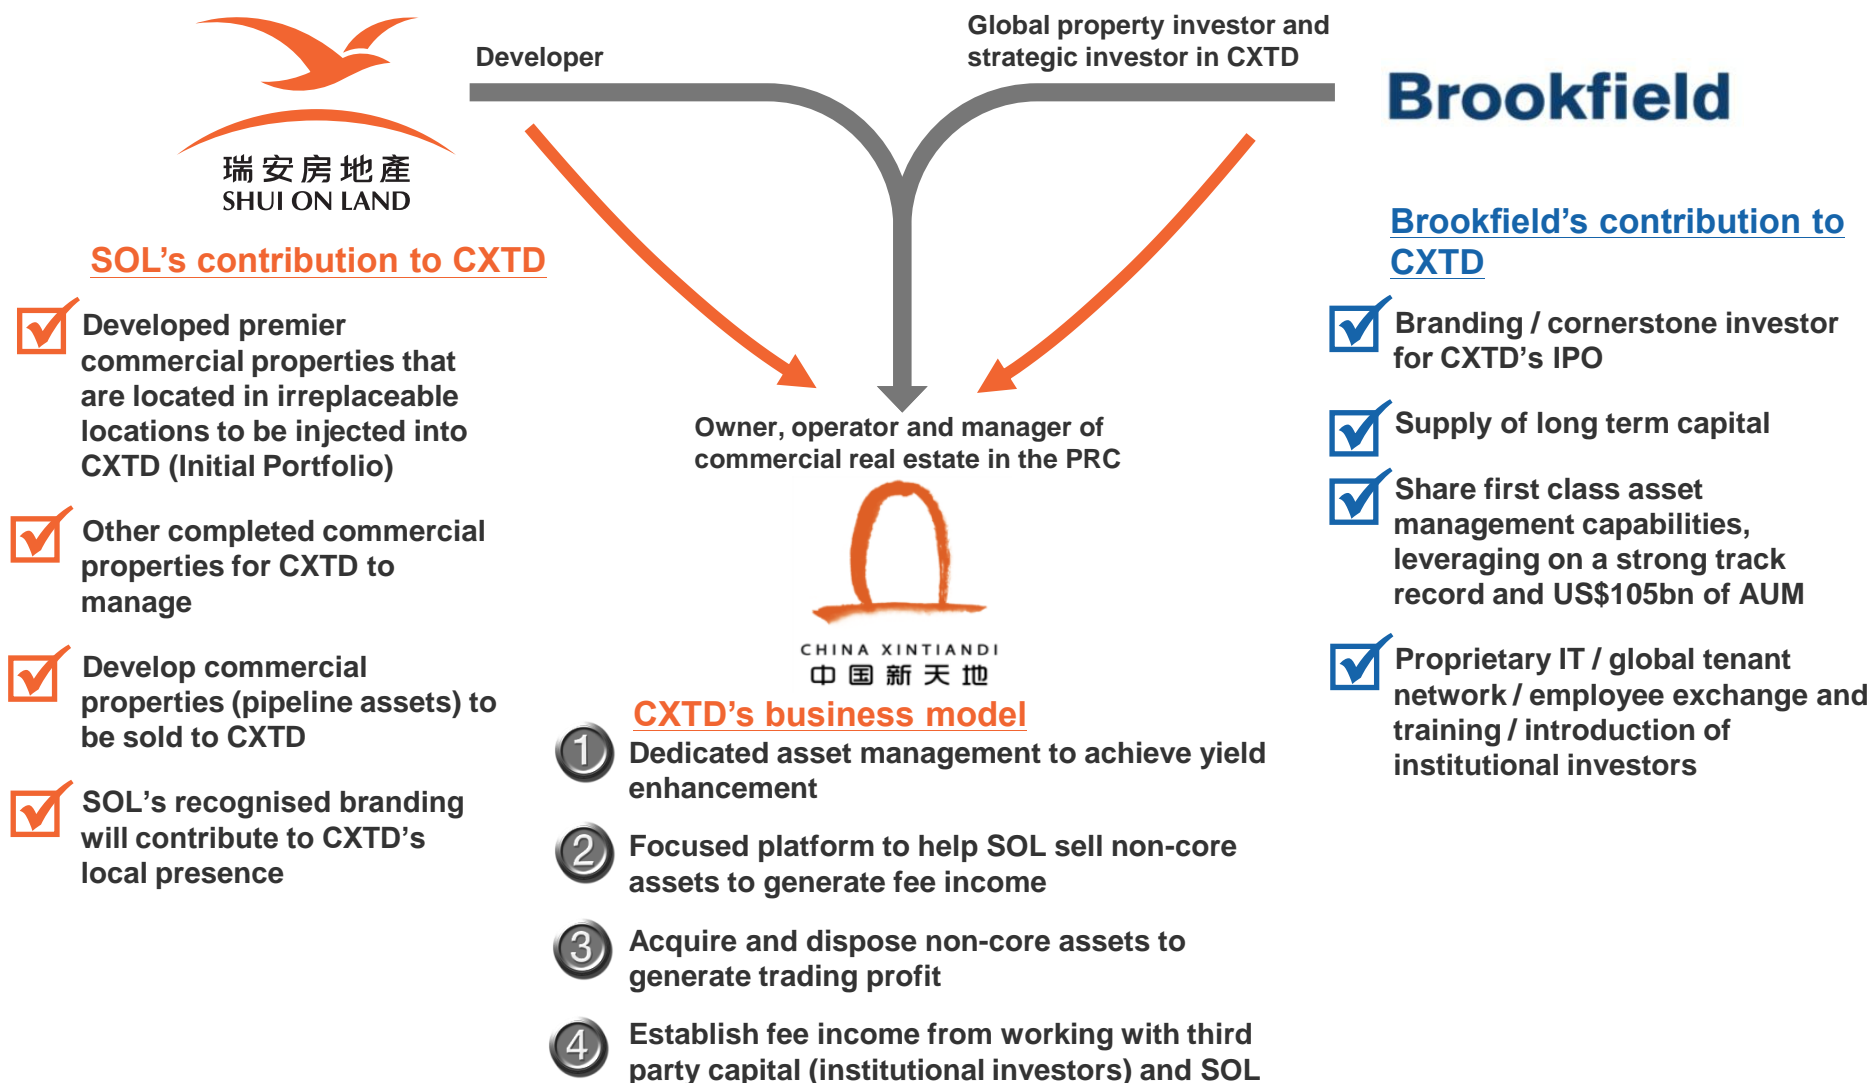 Developer
Global property investor and
strategic investor in CXTD
Brookfield
瑞安房地產
SHUI ON LAND
SOL’s contribution to CXTD
Developed premier
commercial properties that
are located in irreplaceable
locations to be injected into
CXTD (Initial Portfolio)
Other completed commercial
properties for CXTD to
manage
Develop commercial
properties (pipeline assets) to
be sold to CXTD
SOL’s recognised branding
will contribute to CXTD’s
local presence
Owner, operator and manager of
commercial real estate in the PRC
CHINA XINTIANDI
中国新天地
CXTD’s business model
1
Dedicated asset management to achieve yield
enhancement
2
Focused platform to help SOL sell non-core
assets to generate fee income
3
Acquire and dispose non-core assets to
generate trading profit
4
Establish fee income from working with third
party capital (institutional investors) and SOL
Brookfield’s contribution to
CXTD
Branding / cornerstone investor
for CXTD’s IPO
Supply of long term capital
Share first class asset
management capabilities,
leveraging on a strong track
record and US$105bn of AUM
Proprietary IT / global tenant
network / employee exchange and
training / introduction of
institutional investors